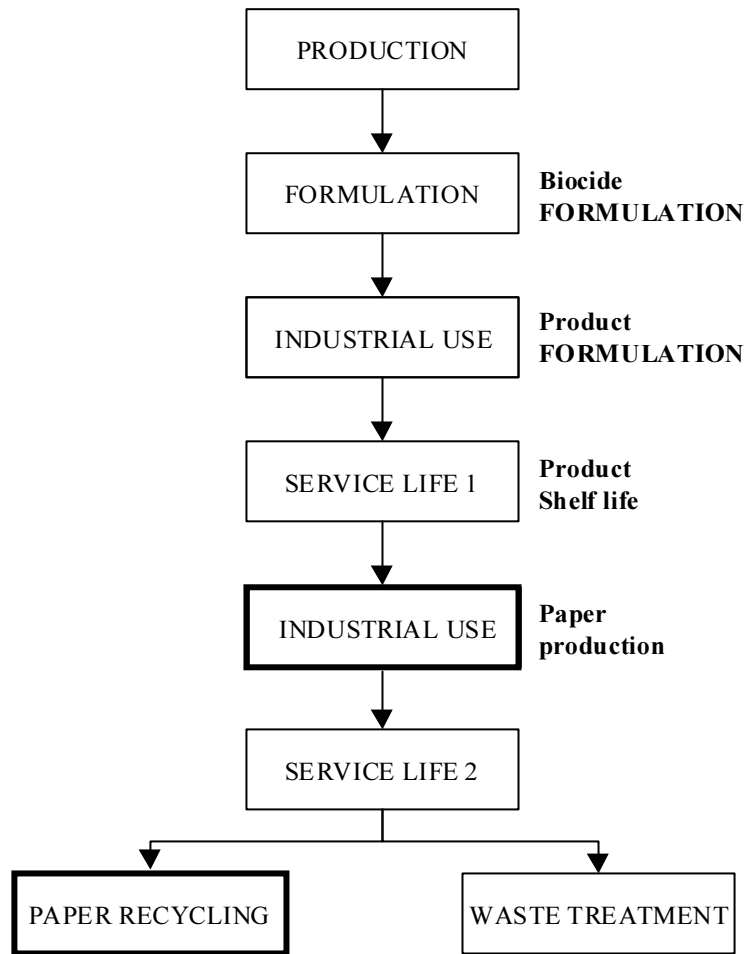 PRODUCTION
FORMULATION
Biocide
FORMULATION
INDUSTRIAL USE
Product
FORMULATION
SERVICE LIFE 1
Product
Shelf life
INDUSTRIAL USE
Paper
production
SERVICE LIFE 2
PAPER RECYCLING
WASTE TREATMENT